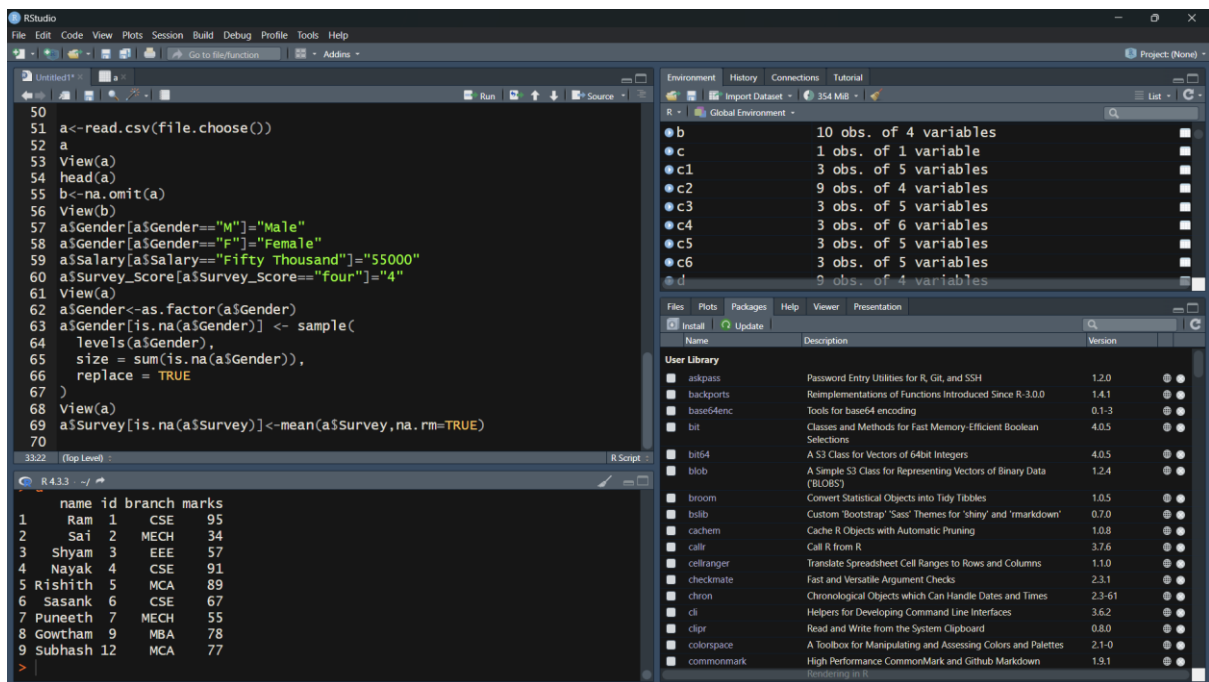 RStudio
File Edit Code View Plots Session Build Debug Profile Tools Help
Go to file/function Addins Project: (None)
Untitled1* a
Run Source
50
51 a<-read.csv(file.choose())
52 a
53 View(a)
54 head(a)
55 b<-na.omit(a)
56 View(b)
57 a$Gender[a$Gender=="M"]="Male"
58 a$Gender[a$Gender=="F"]="Female"
59 a$Salary[a$Salary=="Fifty Thousand"]="55000"
60 a$Survey_Score[a$Survey_Score=="four"]="4"
61 View(a)
62 a$Gender<-as.factor(a$Gender)
63 a$Gender[is.na(a$Gender)] <- sample(
64 levels(a$Gender),
65 size = sum(is.na(a$Gender)),
66 replace = TRUE
67 )
68 View(a)
69 a$Survey[is.na(a$Survey)]<-mean(a$Survey,na.rm=TRUE)
70
33:22 (Top Level) R Script
R 4.3.3 · ~/
name id branch marks
1 Ram 1 CSE 95
2 Sai 2 MECH 34
3 Shyam 3 EEE 57
4 Nayak 4 CSE 91
5 Rishith 5 MCA 89
6 Sasank 6 CSE 67
7 Puneeth 7 MECH 55
8 Gowtham 9 MBA 78
9 Subhash 12 MCA 77
>
Environment History Connections Tutorial
Import Dataset 354 MiB List
R Global Environment
b 10 obs. of 4 variables
c 1 obs. of 1 variable
c1 3 obs. of 5 variables
c2 9 obs. of 4 variables
c3 3 obs. of 5 variables
c4 3 obs. of 6 variables
c5 3 obs. of 5 variables
c6 3 obs. of 5 variables
d 9 obs. of 4 variables
Files Plots Packages Help Viewer Presentation
Install Update
Name Description Version
User Library
askpass Password Entry Utilities for R, Git, and SSH 1.2.0
backports Reimplementations of Functions Introduced Since R-3.0.0 1.4.1
base64enc Tools for base64 encoding 0.1-3
bit Classes and Methods for Fast Memory-Efficient Boolean 4.0.5
Selections
bit64 A S3 Class for Vectors of 64bit Integers 4.0.5
blob A Simple S3 Class for Representing Vectors of Binary Data 1.2.4
('BLOBS')
broom Convert Statistical Objects into Tidy Tibbles 1.0.5
bslib Custom 'Bootstrap' 'Sass' Themes for 'shiny' and 'rmarkdown' 0.7.0
cachem Cache R Objects with Automatic Pruning 1.0.8
callr Call R from R 3.7.6
cellranger Translate Spreadsheet Cell Ranges to Rows and Columns 1.1.0
checkmate Fast and Versatile Argument Checks 2.3.1
chron Chronological Objects which Can Handle Dates and Times 2.3-61
cli Helpers for Developing Command Line Interfaces 3.6.2
clipr Read and Write from the System Clipboard 0.8.0
colorspace A Toolbox for Manipulating and Assessing Colors and Palettes 2.1-0
commonmark High Performance CommonMark and Github Markdown 1.9.1
Rendering in R